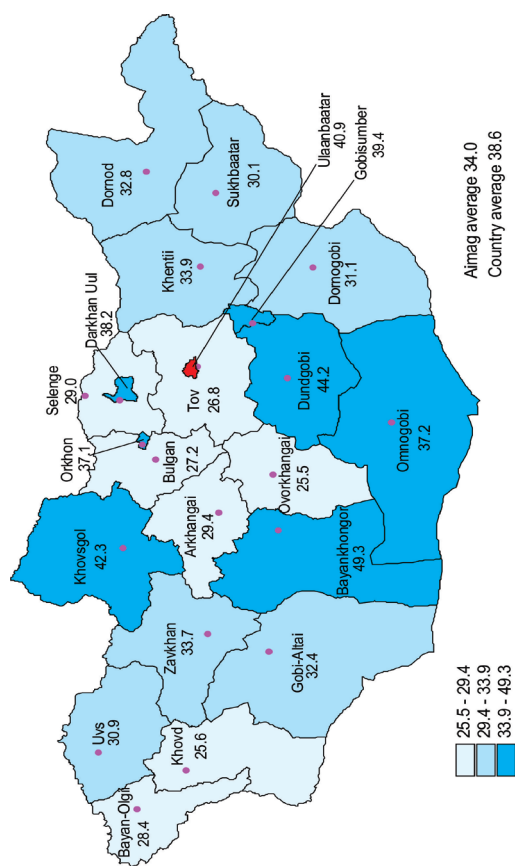 Bayan-Olgii
28.4
Uvs
30.9
Khovd
25.6
Zavkhan
33.7
Gobi-Altai
32.4
Khovsgol
42.3
Arkhangai
29.4
Bayankhongor
49.3
Orkhon
37.1
Bulgan
27.2
Ovorkhangai
25.5
Selenge
29.0
Darkhan Uul
38.2
Tov
26.8
Dundgobi
44.2
Omnogobi
37.2
Khentii
33.9
Dornod
32.8
Sukhbaatar
30.1
Dornogobi
31.1
Ulaanbaatar
40.9
Gobisumber
39.4
25.5 - 29.4
29.4 - 33.9
33.9 - 49.3
Aimag average 34.0
Country average 38.6